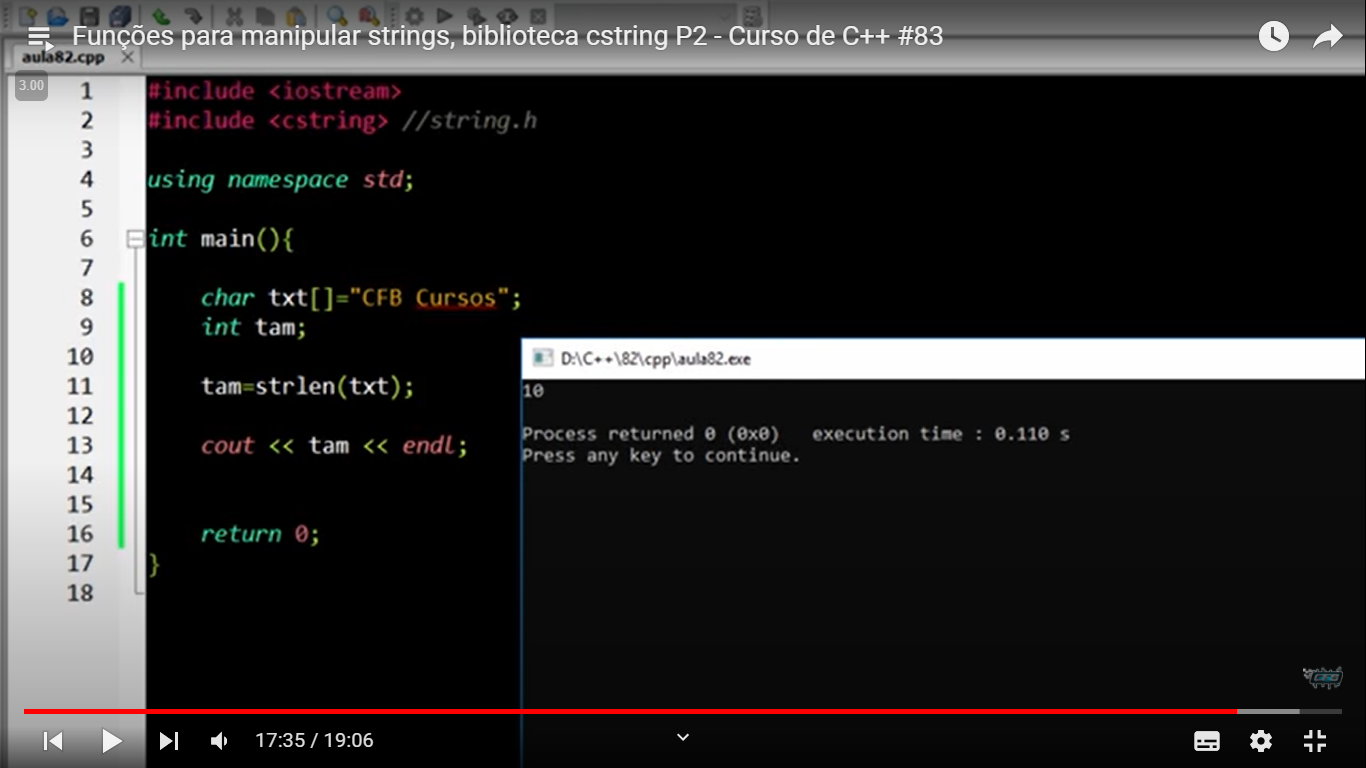 Funções para manipular strings, biblioteca cstring P2 - Curso de C++ #83
aula82.cpp
3.00
1 #include <iostream>
2 #include <cstring> //string.h
3
4 using namespace std;
5
6 int main(){
7
8 char txt[]="CFB Cursos";
9 int tam;
10
11 tam=strlen(txt);
12
13 cout << tam << endl;
14
15
16 return 0;
17 }
18
D:\C++\82\cpp\aula82.exe
10
Process returned 0 (0x0) execution time : 0.110 s
Press any key to continue.
17:35 / 19:06